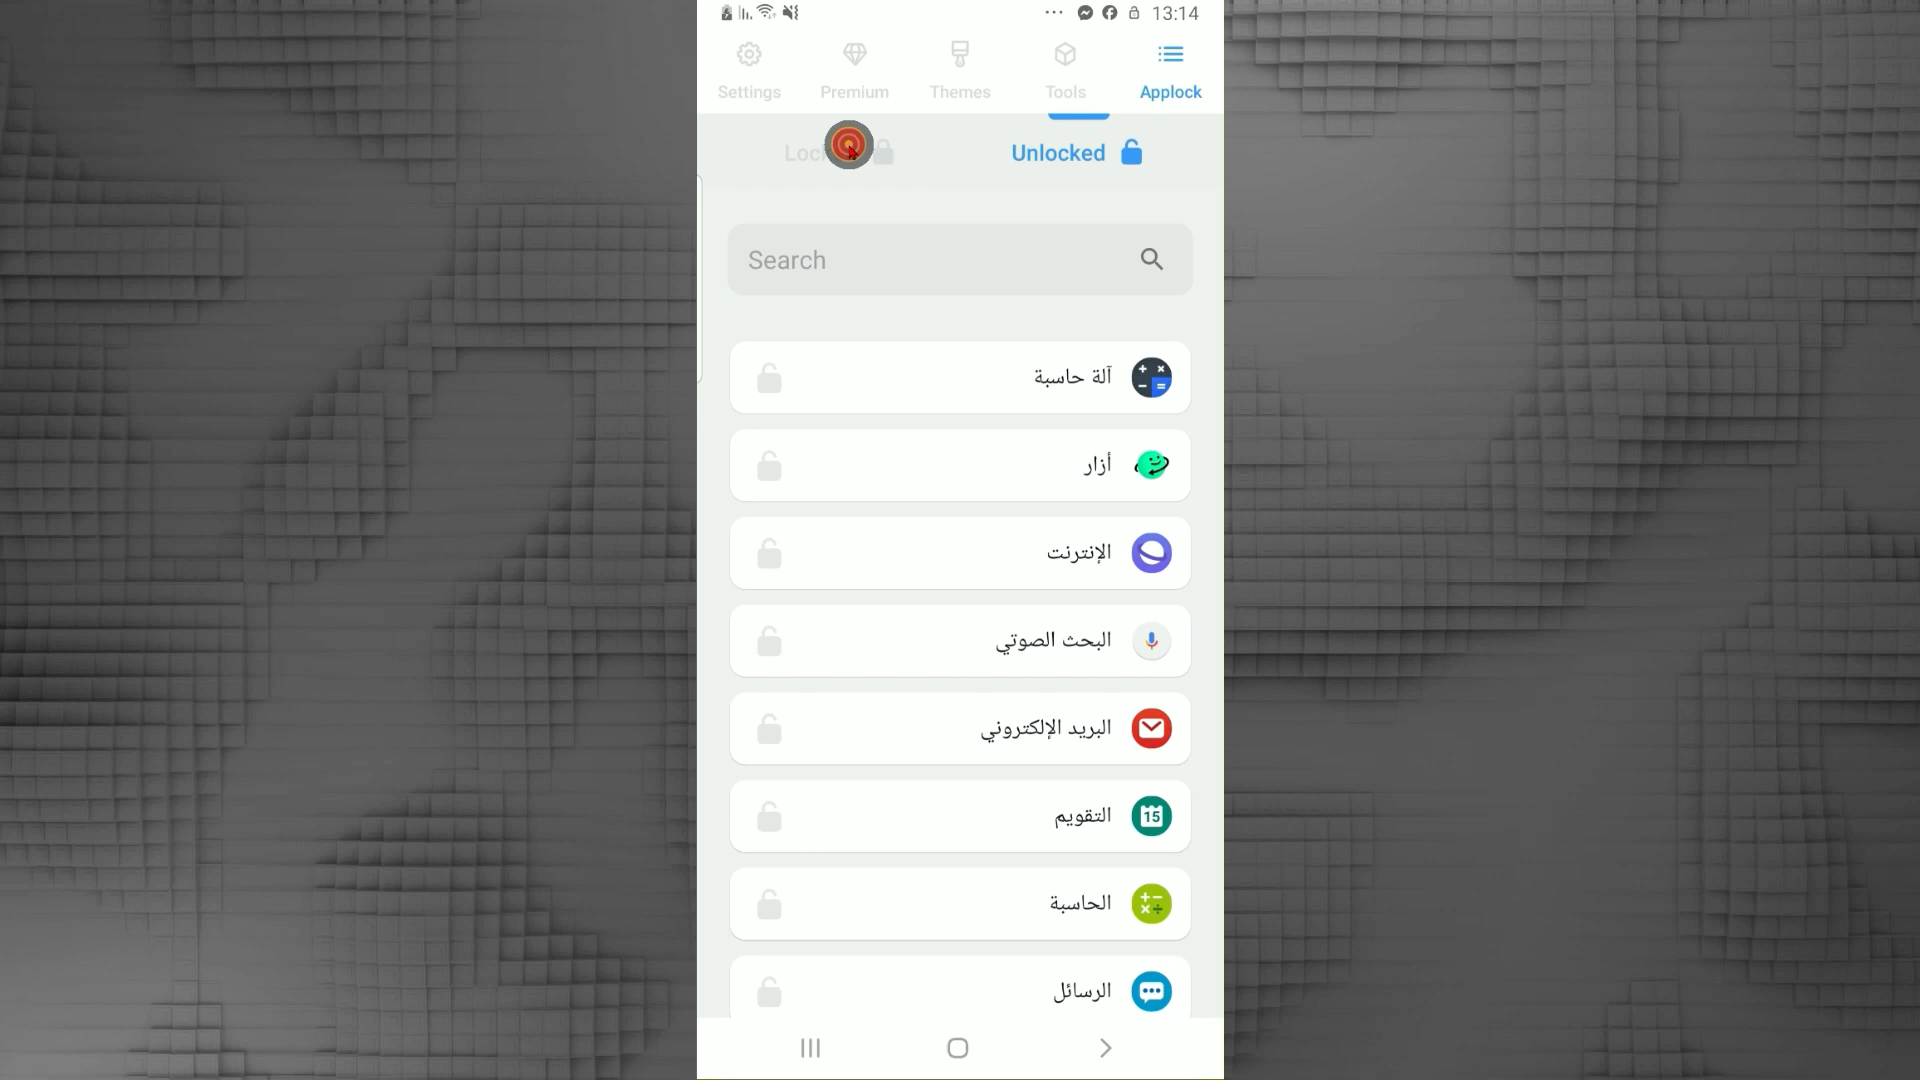 13:14
Settings
Premium
Themes
Tools
Applock
Unlocked
Search
آلة حاسبة
أزار
الإنترنت
البحث الصوتي
البريد الإلكتروني
15
التقويم
الحاسبة
الرسائل